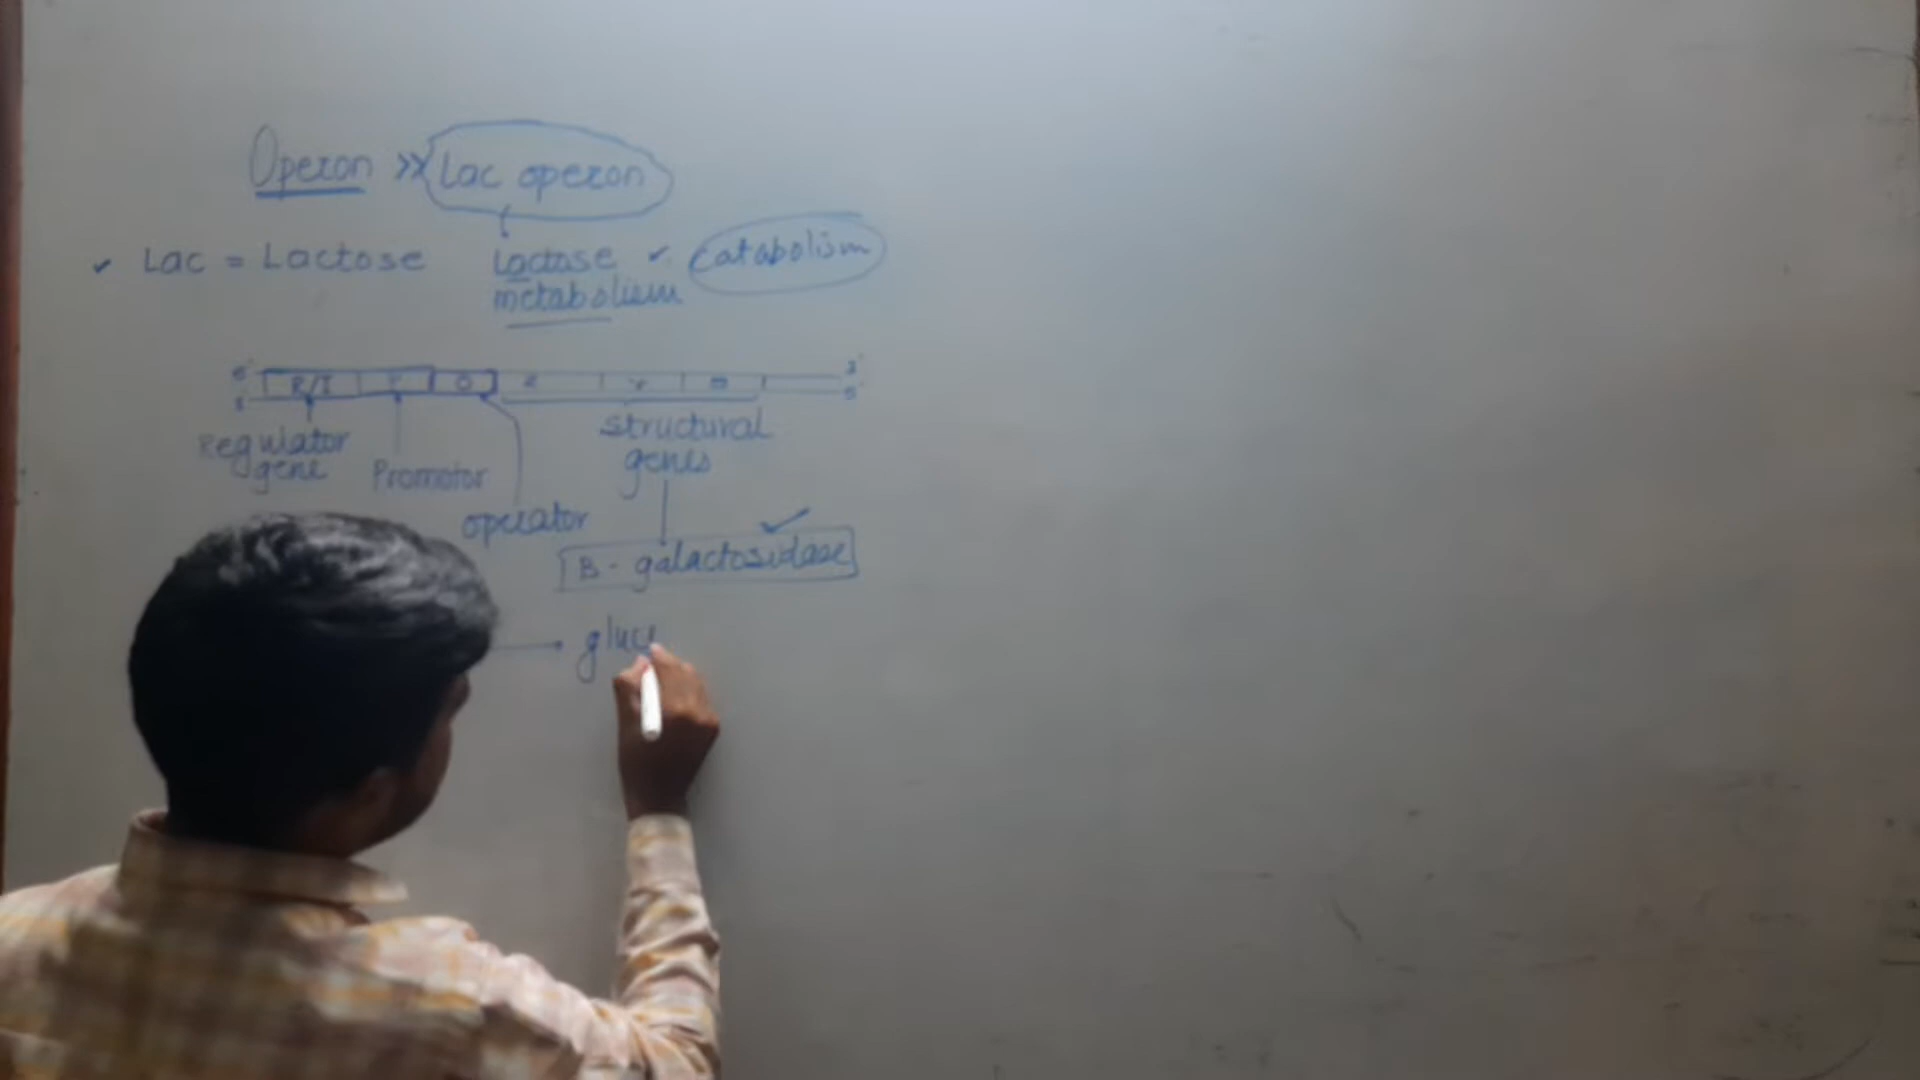 Operon >> Lac operon
✓ Lac = Lactose
Lactose ✓ Catabolism
metabolism
R/I P O
Regulator
gene
Promotor
operator
structural
genes
B - galactosidase ✓
gluc